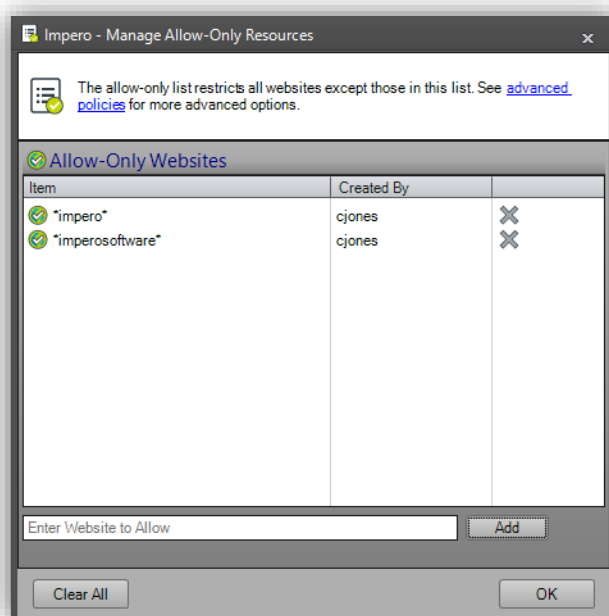 Impero - Manage Allow-Only Resources
x
The allow-only list restricts all websites except those in this list. See advanced
policies for more advanced options.
Allow-Only Websites
Item Created By
*impero* cjones
*imperosoftware* cjones
Enter Website to Allow Add
Clear All OK